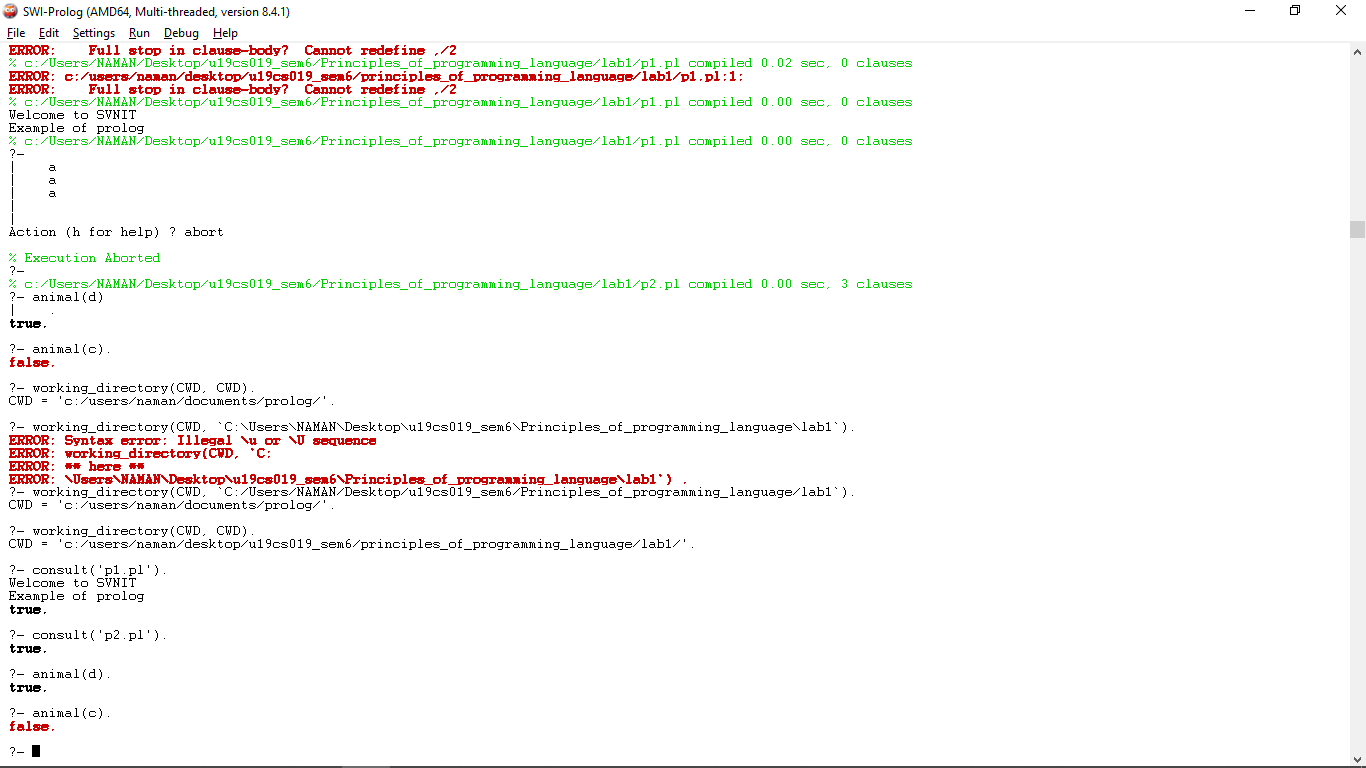 SWI-Prolog (AMD64, Multi-threaded, version 8.4.1)
File Edit Settings Run Debug Help
ERROR:    Full stop in clause-body?  Cannot redefine ,/2
% c:/Users/NAMAN/Desktop/u19cs019_sem6/Principles_of_programming_language/lab1/p1.pl compiled 0.02 sec, 0 clauses
ERROR: c:/users/naman/desktop/u19cs019_sem6/principles_of_programming_language/lab1/p1.pl:1:
ERROR:    Full stop in clause-body?  Cannot redefine ,/2
% c:/Users/NAMAN/Desktop/u19cs019_sem6/Principles_of_programming_language/lab1/p1.pl compiled 0.00 sec, 0 clauses
Welcome to SVNIT
Example of prolog
% c:/Users/NAMAN/Desktop/u19cs019_sem6/Principles_of_programming_language/lab1/p1.pl compiled 0.00 sec, 0 clauses
?-
|    a
|    a
|    a
|
|
Action (h for help) ? abort
% Execution Aborted
?-
% c:/Users/NAMAN/Desktop/u19cs019_sem6/Principles_of_programming_language/lab1/p2.pl compiled 0.00 sec, 3 clauses
?- animal(d)
|    .
true.
?- animal(c).
false.
?- working_directory(CWD, CWD).
CWD = 'c:/users/naman/documents/prolog/'.
?- working_directory(CWD, `C:\Users\NAMAN\Desktop\u19cs019_sem6\Principles_of_programming_language\lab1`).
ERROR: Syntax error: Illegal \u or \U sequence
ERROR: working_directory(CWD, `C:
ERROR: ** here **
ERROR: \Users\NAMAN\Desktop\u19cs019_sem6\Principles_of_programming_language\lab1`) .
?- working_directory(CWD, `C:/Users/NAMAN/Desktop/u19cs019_sem6/Principles_of_programming_language/lab1`).
CWD = 'c:/users/naman/documents/prolog/'.
?- working_directory(CWD, CWD).
CWD = 'c:/users/naman/desktop/u19cs019_sem6/principles_of_programming_language/lab1/'.
?- consult('p1.pl').
Welcome to SVNIT
Example of prolog
true.
?- consult('p2.pl').
true.
?- animal(d).
true.
?- animal(c).
false.
?-